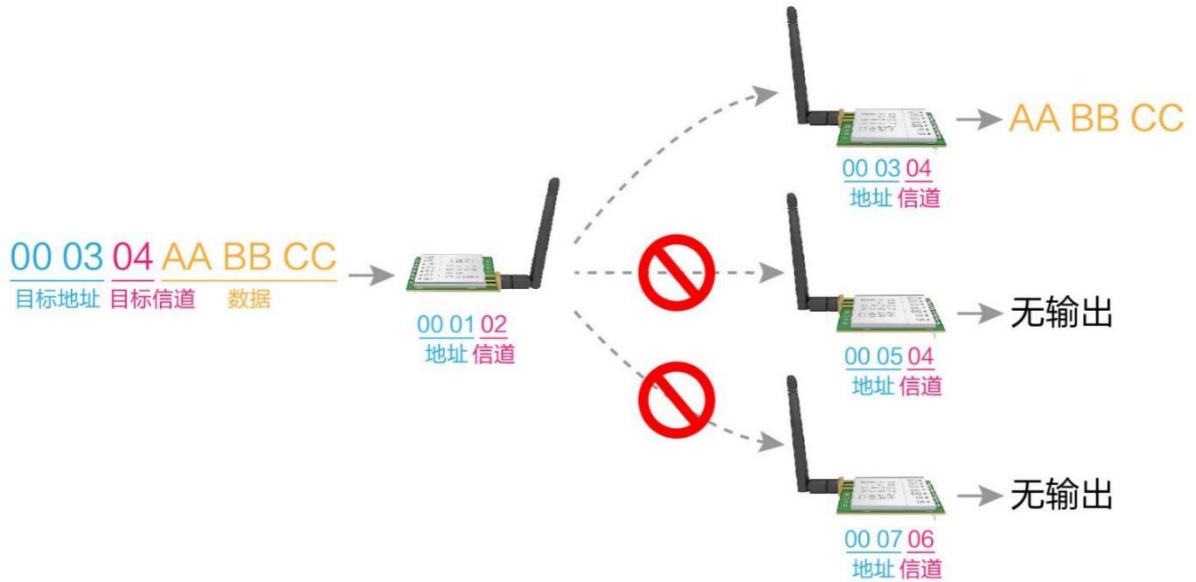 00 03 04 AA BB CC
目标地址 目标信道 数据
00 01 02
地址 信道
AA BB CC
00 03 04
地址 信道
无输出
00 05 04
地址 信道
无输出
00 07 06
地址 信道